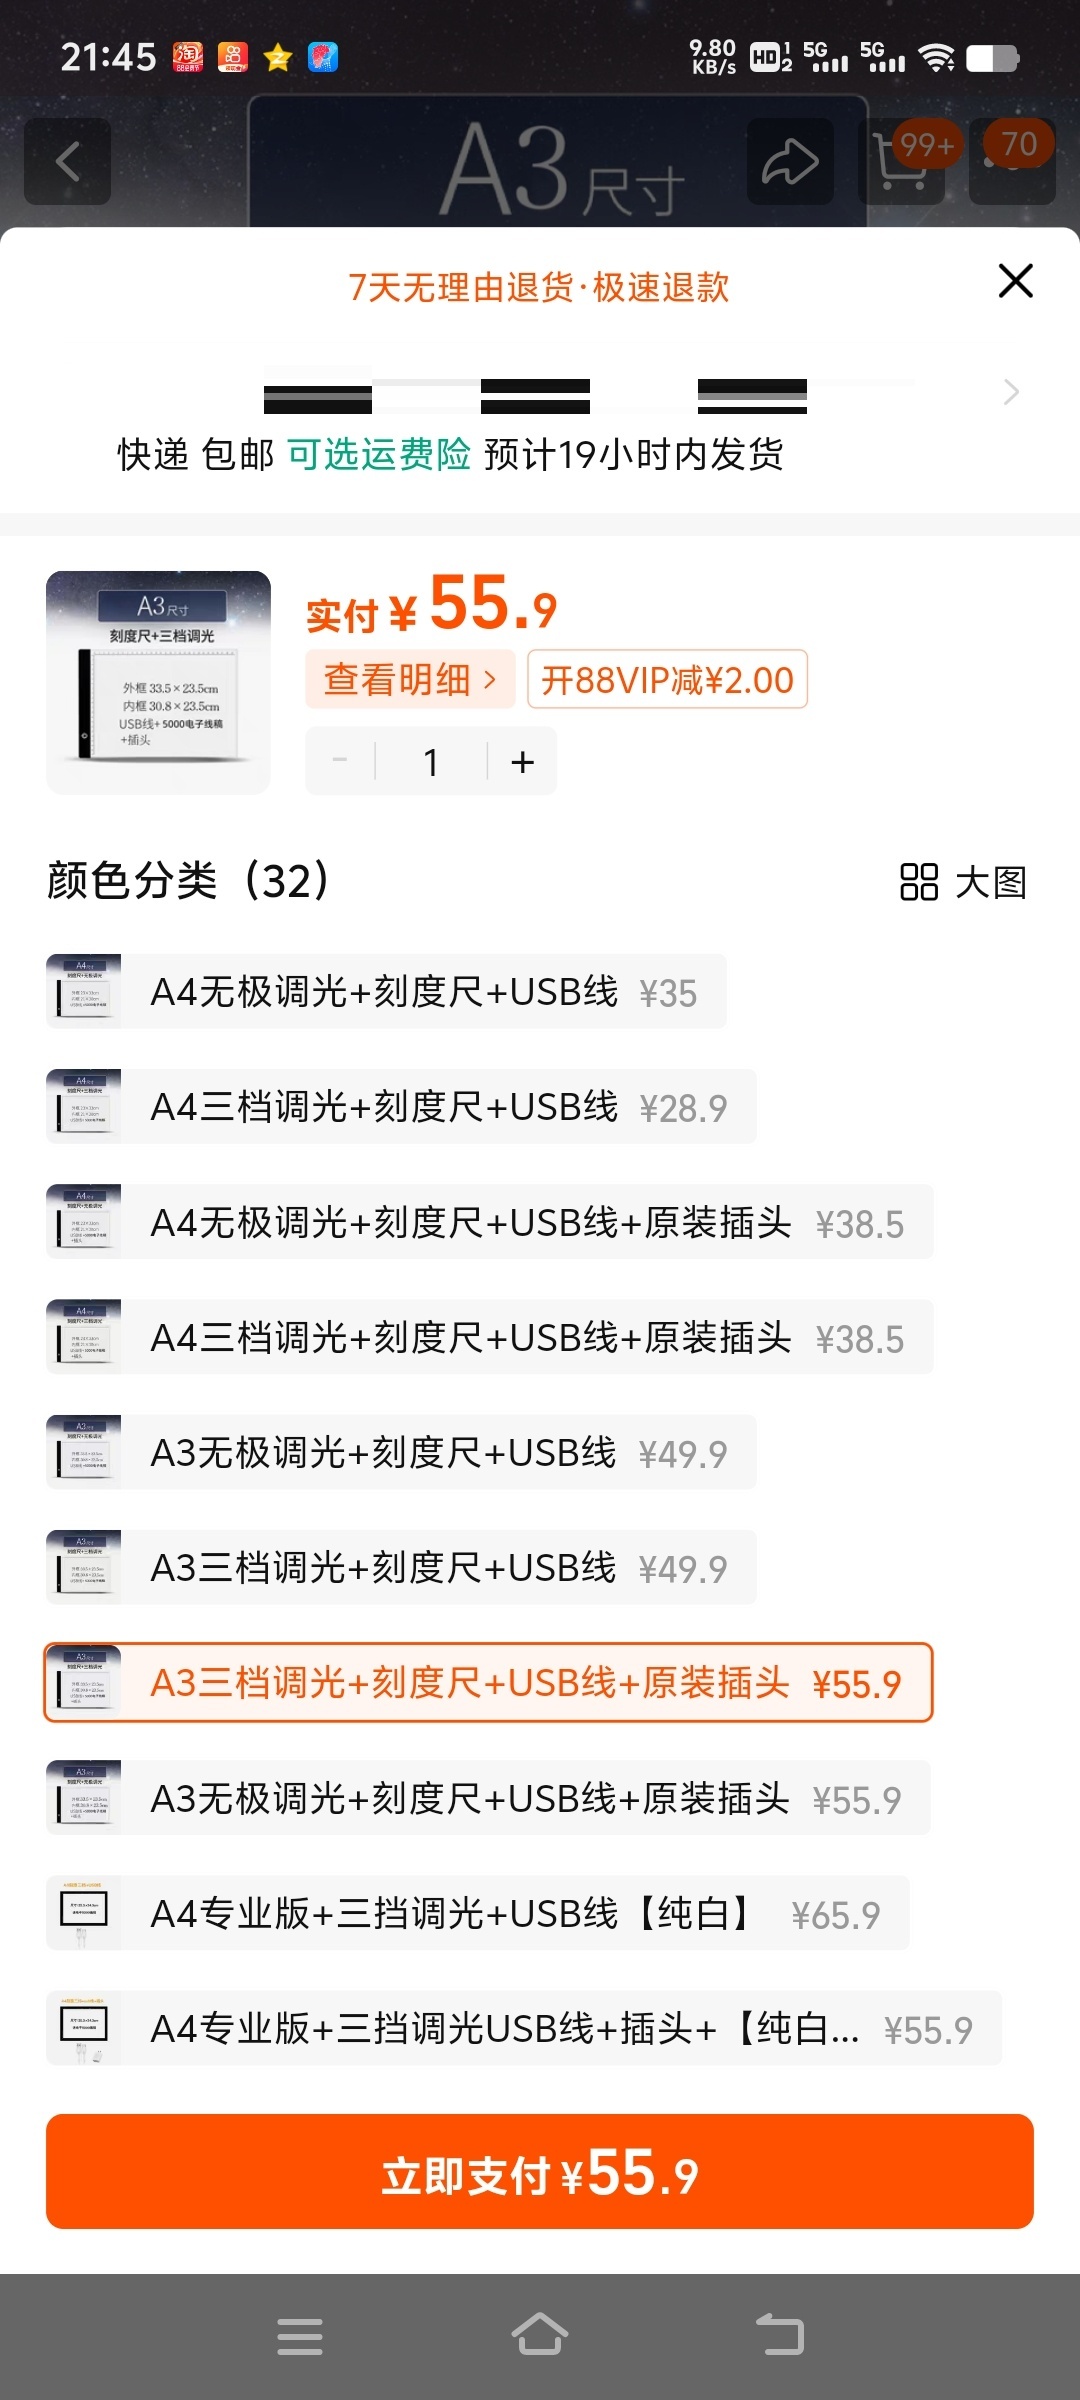 21:45
9.80 KB/s HD 1 2 5G 5G
A3尺寸
99+
70
7天无理由退货·极速退款
快递 包邮 可选运费险 预计19小时内发货
A3尺寸
刻度尺+三档调光
外框 33.5×23.5cm
内框 30.8×23.5cm
USB线+ 5000电子线稿
+插头
实付 ¥ 55.9
查看明细 >
开88VIP减¥2.00
− 1 +
颜色分类（32）
大图
A4无极调光+刻度尺+USB线 ¥35
A4三档调光+刻度尺+USB线 ¥28.9
A4无极调光+刻度尺+USB线+原装插头 ¥38.5
A4三档调光+刻度尺+USB线+原装插头 ¥38.5
A3无极调光+刻度尺+USB线 ¥49.9
A3三档调光+刻度尺+USB线 ¥49.9
A3三档调光+刻度尺+USB线+原装插头 ¥55.9
A3无极调光+刻度尺+USB线+原装插头 ¥55.9
A4专业版+三挡调光+USB线【纯白】 ¥65.9
A4专业版+三挡调光USB线+插头+【纯白... ¥55.9
立即支付 ¥55.9